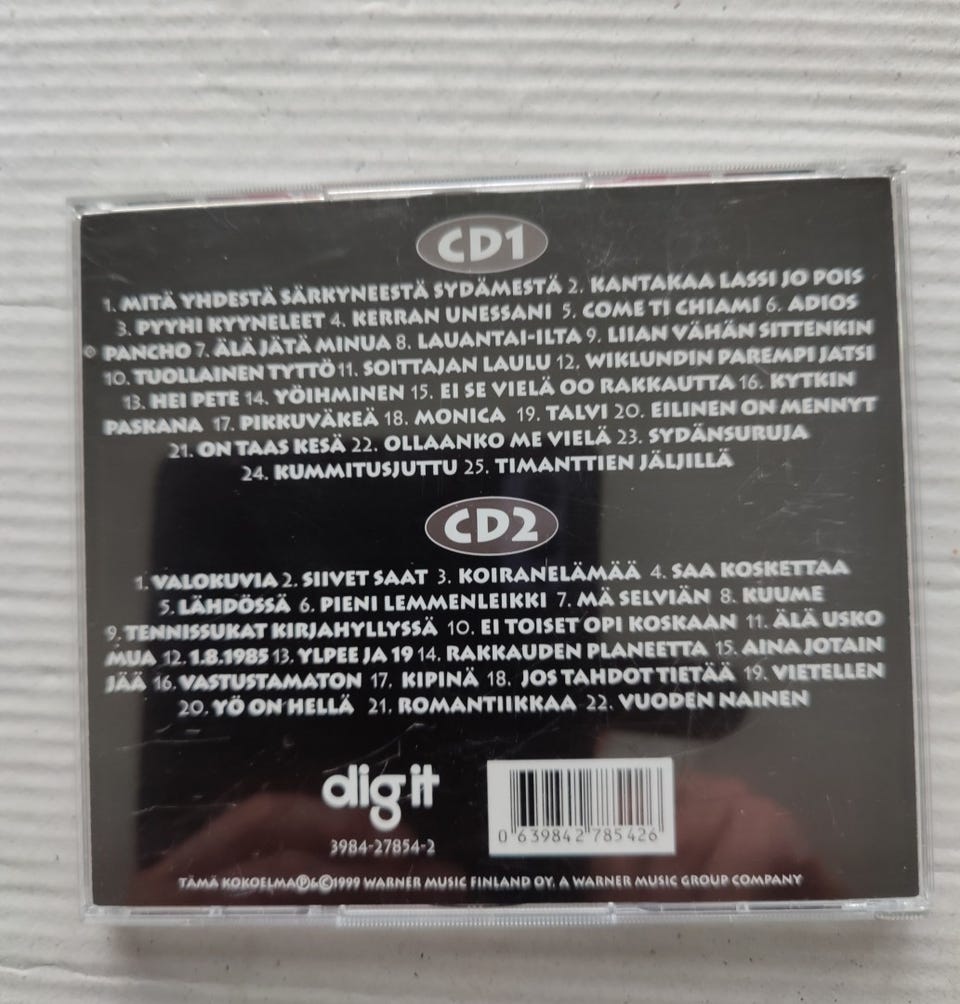 CD1
1. MITÄ YHDESTÄ SÄRKYNEESTÄ SYDÄMESTÄ 2. KANTAKAA LASSI JO POIS
3. PYYHI KYYNELEET 4. KERRAN UNESSANI 5. COME TI CHIAMI 6. ADIOS
PANCHO 7. ÄLÄ JÄTÄ MINUA 8. LAUANTAI-ILTA 9. LIIAN VÄHÄN SITTENKIN
10. TUOLLAINEN TYTTÖ 11. SOITTAJAN LAULU 12. WIKLUNDIN PAREMPI JATSI
13. HEI PETE 14. YÖIHMINEN 15. EI SE VIELÄ OO RAKKAUTTA 16. KYTKIN
PASKANA 17. PIKKUVÄKEÄ 18. MONICA 19. TALVI 20. EILINEN ON MENNYT
21. ON TAAS KESÄ 22. OLLAANKO ME VIELÄ 23. SYDÄNSURUJA
24. KUMMITUSJUTTU 25. TIMANTTIEN JÄLJILLÄ
CD2
1. VALOKUVIA 2. SIIVET SAAT 3. KOIRANELÄMÄÄ 4. SAA KOSKETTAA
5. LÄHDÖSSÄ 6. PIENI LEMMENLEIKKI 7. MÄ SELVIÄN 8. KUUME
9. TENNISSUKAT KIRJAHYLLYSSÄ 10. EI TOISET OPI KOSKAAN 11. ÄLÄ USKO
MUA 12. 1.8.1985 13. YLPEE JA 19 14. RAKKAUDEN PLANEETTA 15. AINA JOTAIN
JÄÄ 16. VASTUSTAMATON 17. KIPINÄ 18. JOS TAHDOT TIETÄÄ 19. VIETELLEN
20. YÖ ON HELLÄ 21. ROMANTIIKKAA 22. VUODEN NAINEN
dig it
3984-27854-2
0 639842 785426
TÄMÄ KOKOELMA Ⓟ&© 1999 WARNER MUSIC FINLAND OY. A WARNER MUSIC GROUP COMPANY